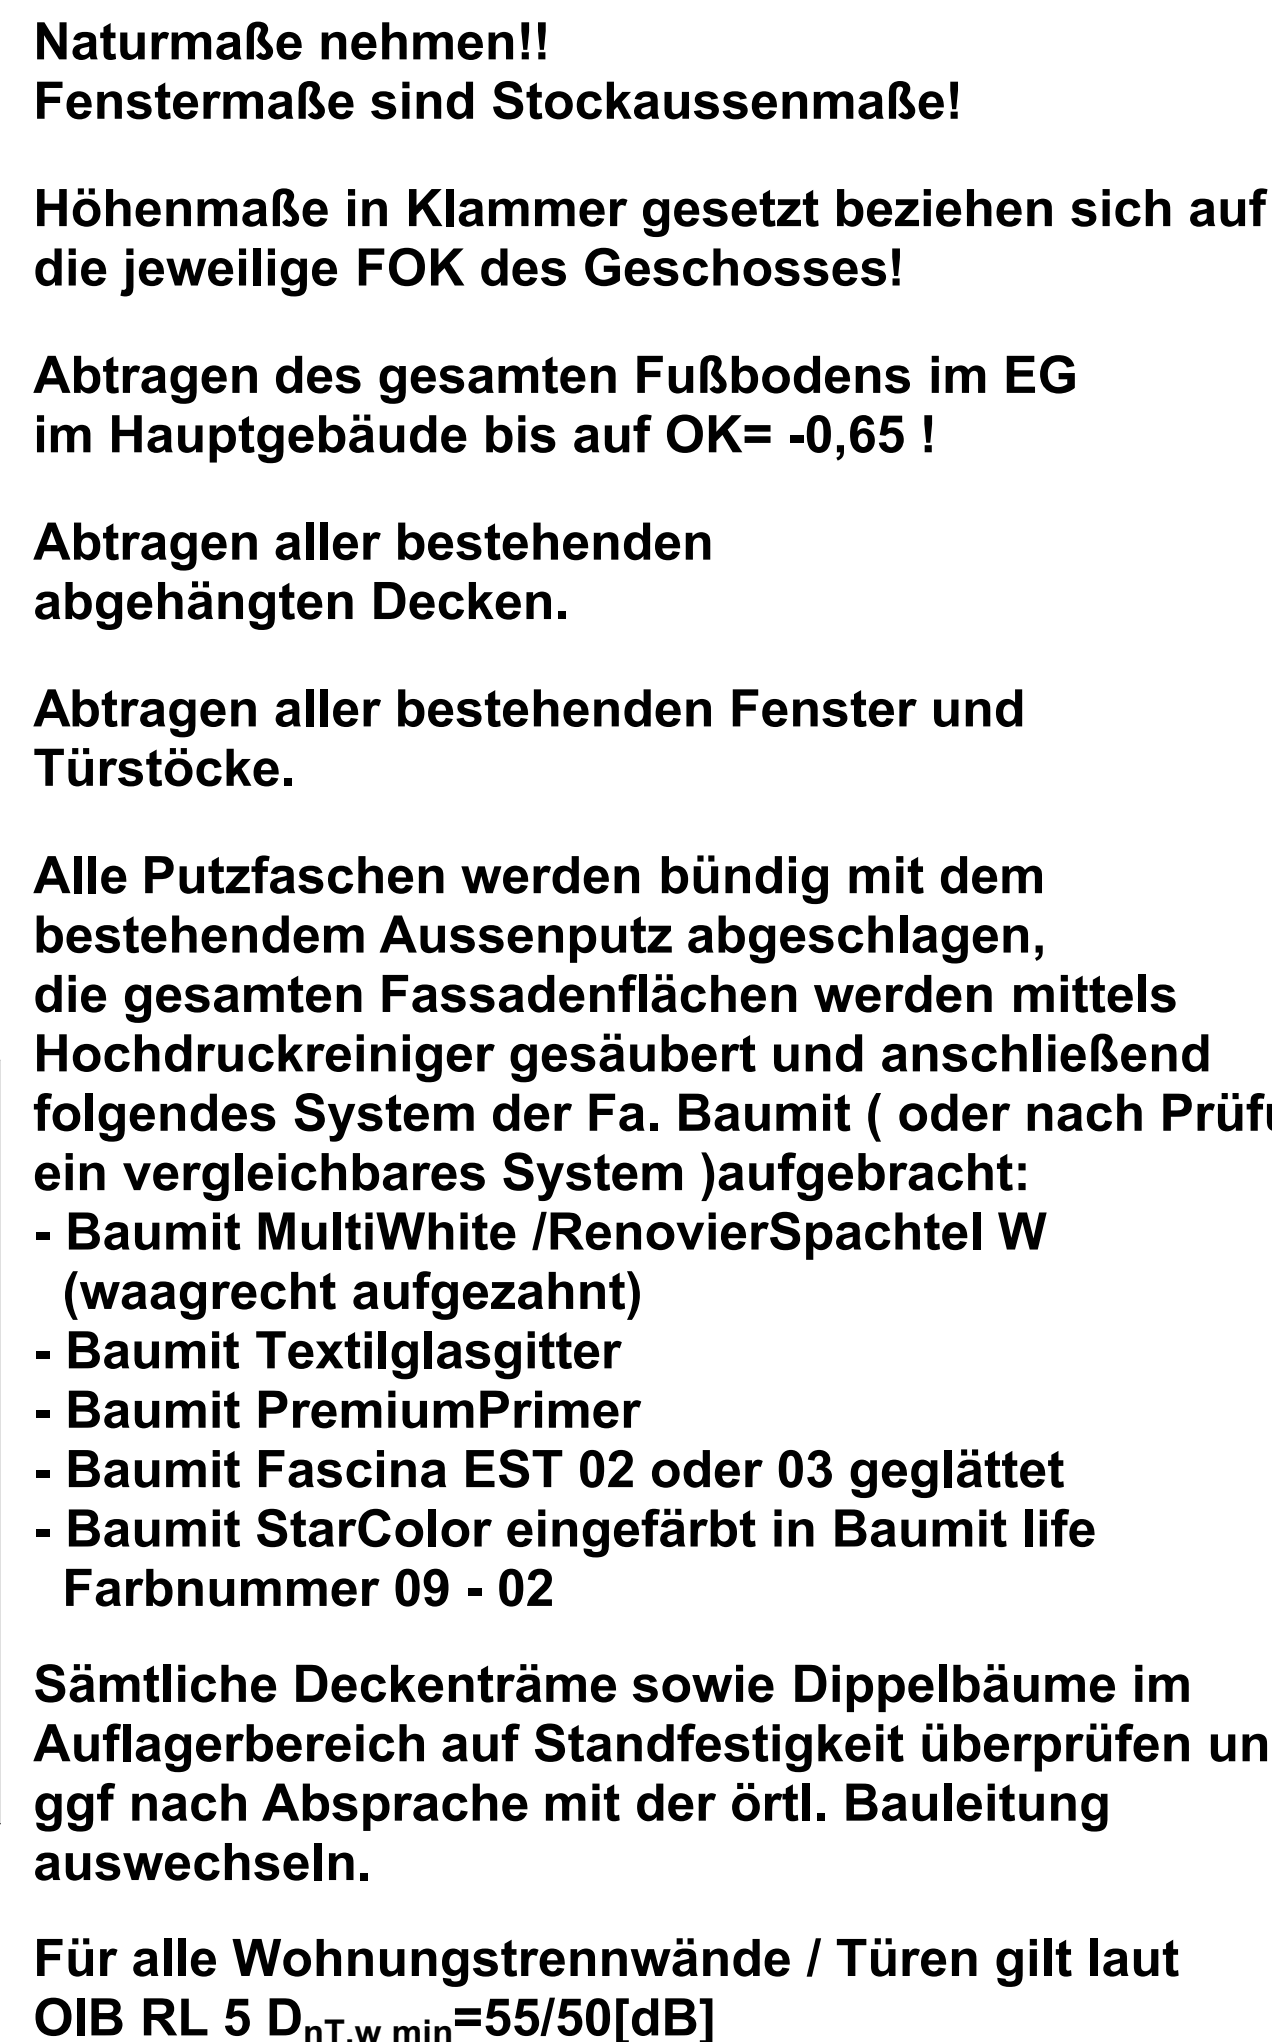 Naturmaße nehmen!!
Fenstermaße sind Stockaussenmaße!
Höhenmaße in Klammer gesetzt beziehen sich auf
die jeweilige FOK des Geschosses!
Abtragen des gesamten Fußbodens im EG
im Hauptgebäude bis auf OK= -0,65 !
Abtragen aller bestehenden
abgehängten Decken.
Abtragen aller bestehenden Fenster und
Türstöcke.
Alle Putzfaschen werden bündig mit dem
bestehendem Aussenputz abgeschlagen,
die gesamten Fassadenflächen werden mittels
Hochdruckreiniger gesäubert und anschließend
folgendes System der Fa. Baumit ( oder nach
ein vergleichbares System )aufgebracht:
- Baumit MultiWhite /RenovierSpachtel W
(waagrecht aufgezahnt)
- Baumit Textilglasgitter
- Baumit PremiumPrimer
- Baumit Fascina EST 02 oder 03 geglättet
- Baumit StarColor eingefärbt in Baumit life
Farbnummer 09 - 02
Sämtliche Deckenträme sowie Dippelbäume im
Auflagerbereich auf Standfestigkeit überprüfen
ggf nach Absprache mit der örtl. Bauleitung
auswechseln.
Für alle Wohnungstrennwände / Türen gilt laut
OIB RL 5 DnT,w min=55/50[dB]